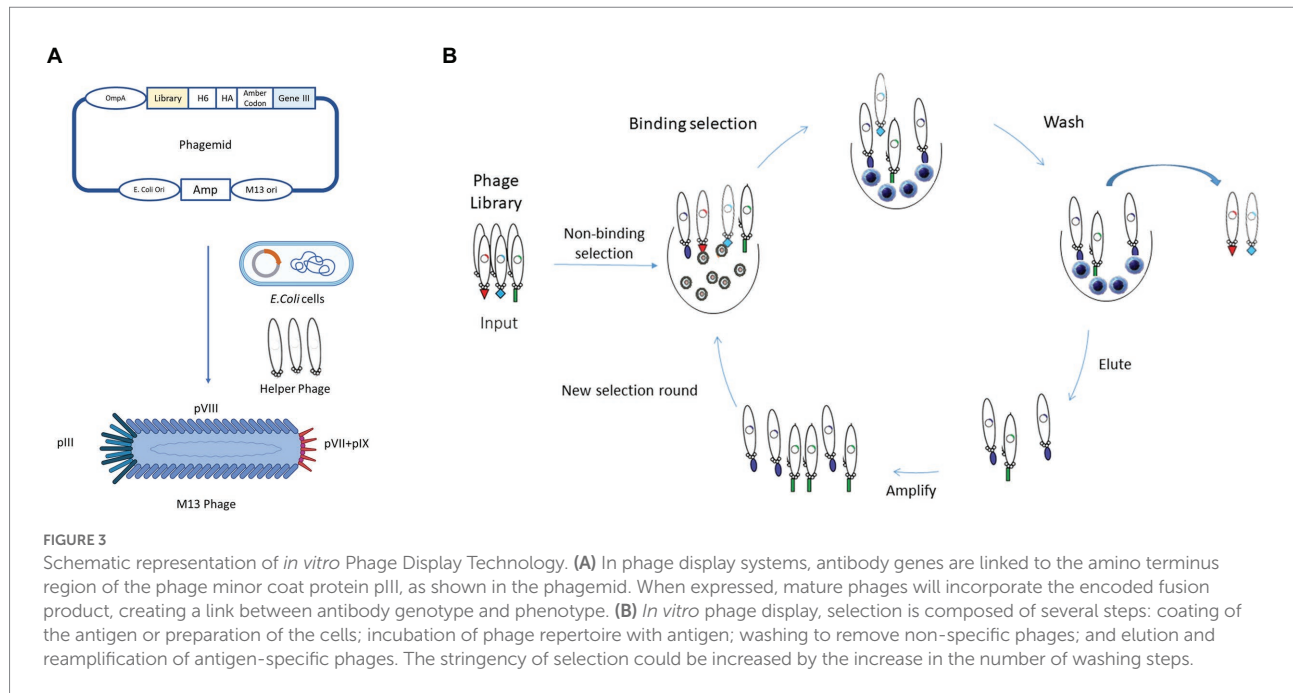 A
OmpA
Library
H6
HA
Amber
Codon
Gene III
Phagemid
E. Coli Ori
Amp
M13 ori
E.Coli cells
Helper Phage
pVIII
pIII
pVII+pIX
M13 Phage
B
Binding selection
Wash
Phage
Library
Non-binding
selection
Input
Elute
New selection round
Amplify
FIGURE 3
Schematic representation of in vitro Phage Display Technology. (A) In phage display systems, antibody genes are linked to the amino terminus
region of the phage minor coat protein pIII, as shown in the phagemid. When expressed, mature phages will incorporate the encoded fusion
product, creating a link between antibody genotype and phenotype. (B) In vitro phage display, selection is composed of several steps: coating of
the antigen or preparation of the cells; incubation of phage repertoire with antigen; washing to remove non-specific phages; and elution and
reamplification of antigen-specific phages. The stringency of selection could be increased by the increase in the number of washing steps.